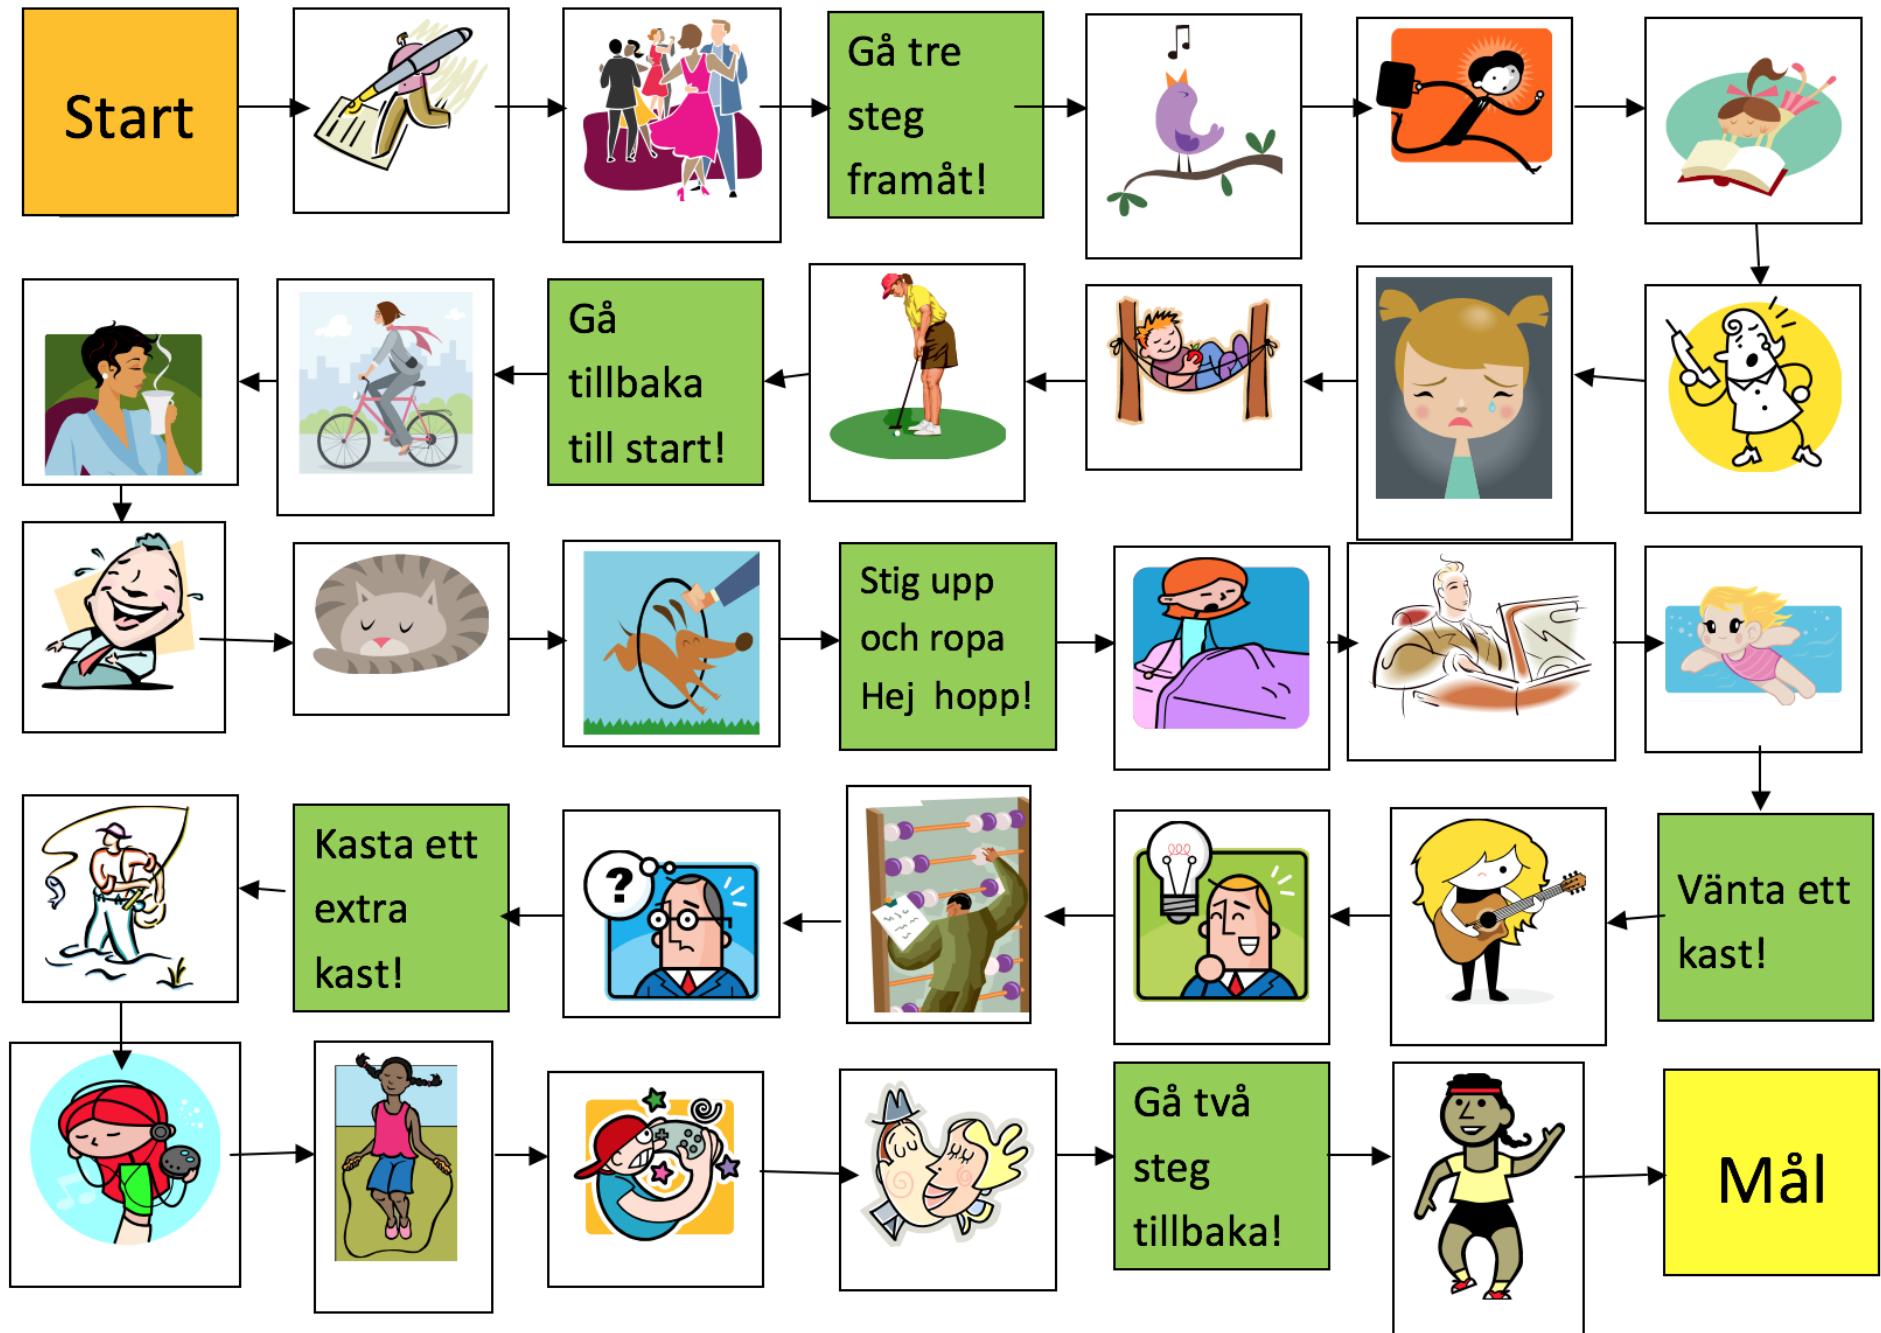 Start
Gå tre
steg
framåt!
Gå
tillbaka
till start!
Stig upp
och ropa
Hej  hopp!
Vänta ett
kast!
?
Kasta ett
extra
kast!
Gå två
steg
tillbaka!
Mål